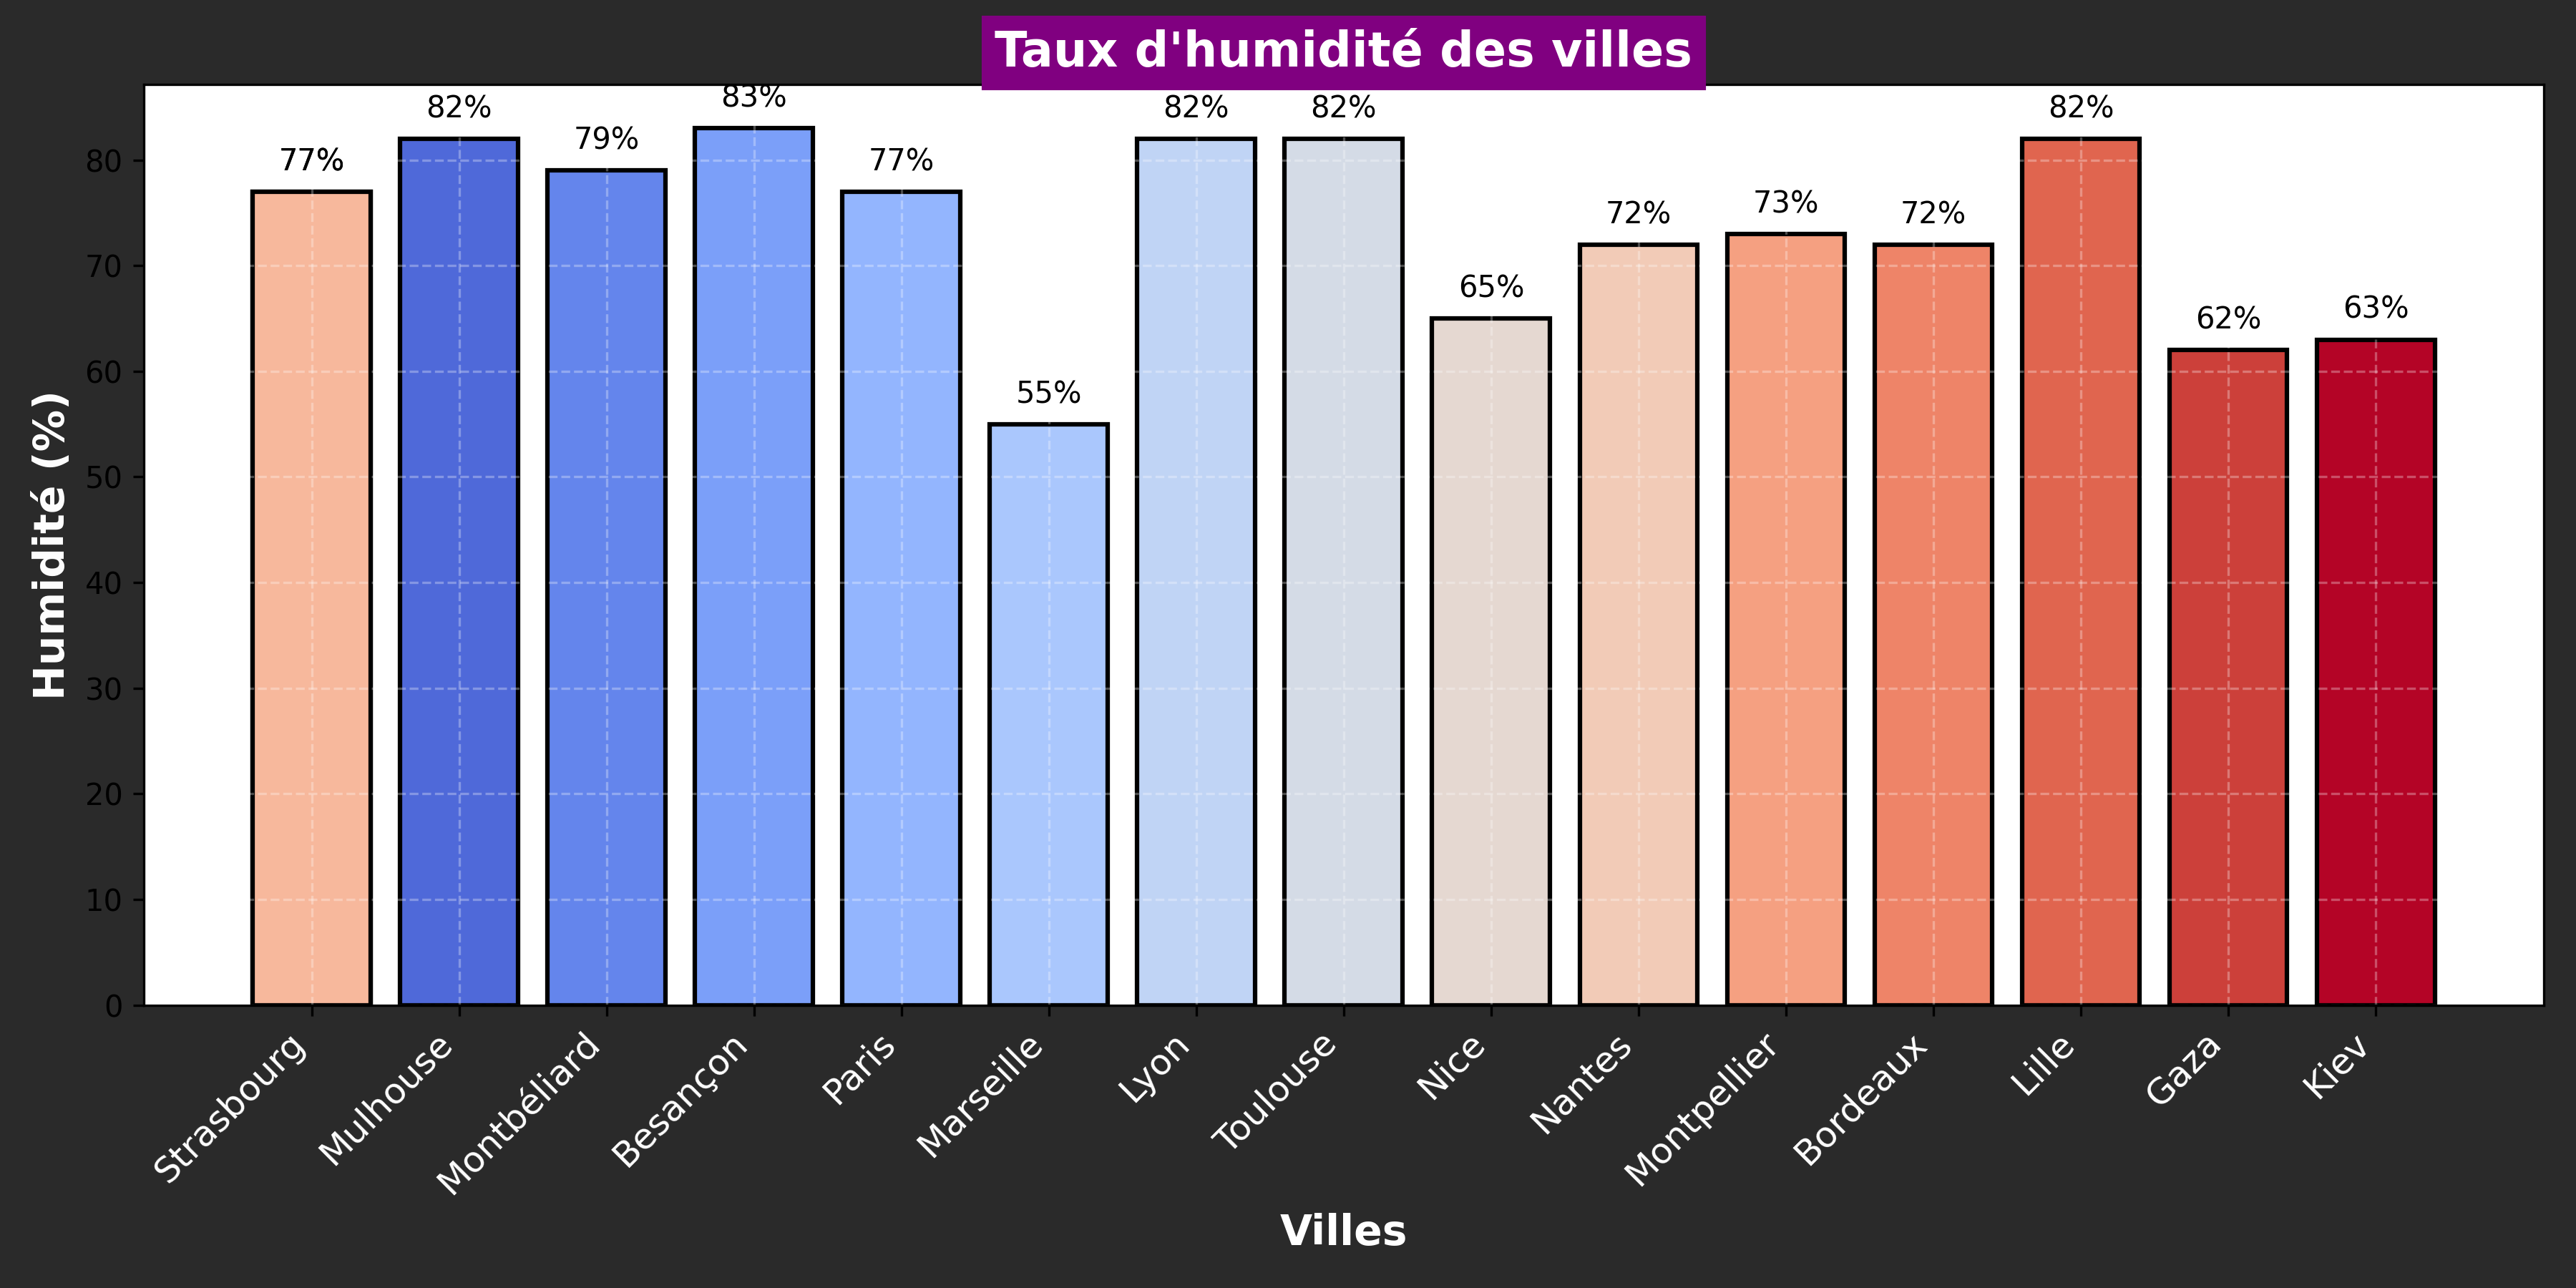 Taux d'humidité des villes
Humidité (%)
80
70
60
50
40
30
20
10
0
77%
82%
79%
83%
77%
55%
82%
82%
65%
72%
73%
72%
82%
62%
63%
Strasbourg
Mulhouse
Montbéliard
Besançon
Paris
Marseille
Lyon
Toulouse
Nice
Nantes
Montpellier
Bordeaux
Lille
Gaza
Kiev
Villes